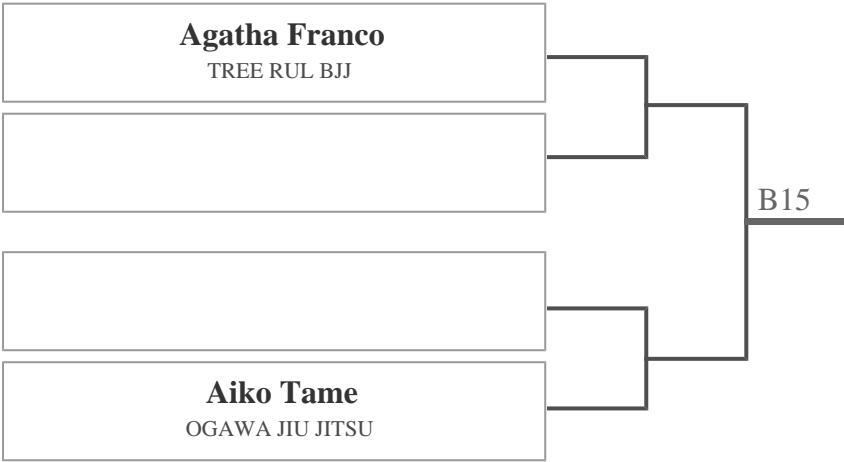 Agatha Franco
TREE RUL BJJ
B15
Aiko Tame
OGAWA JIU JITSU